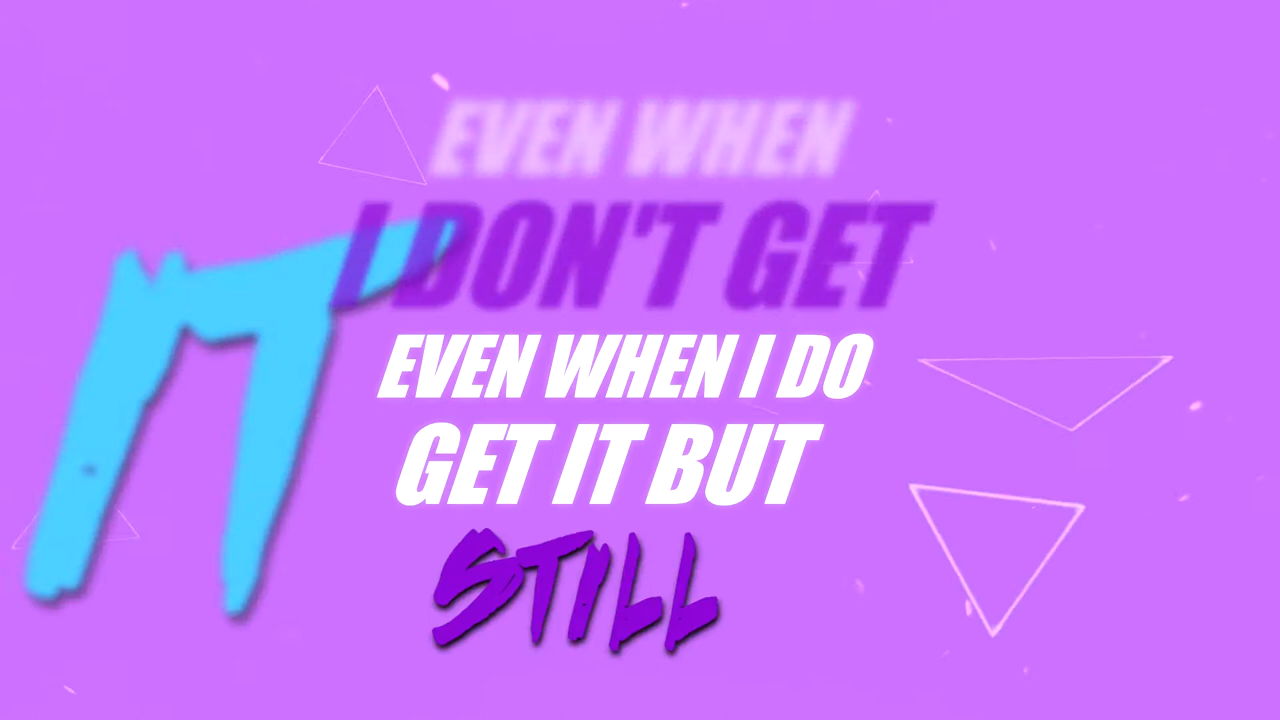 EVEN WHEN
I DON'T GET
IT
EVEN WHEN I DO
GET IT BUT
STILL